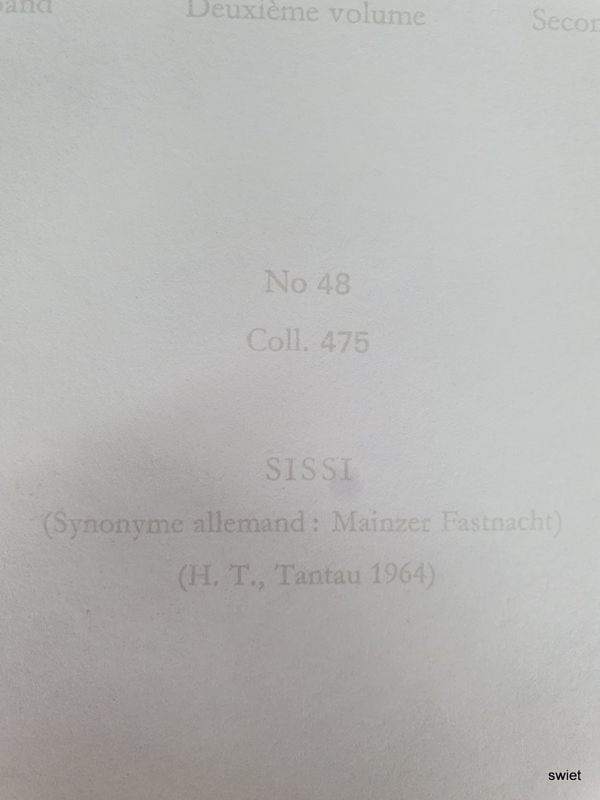 Deuxième volume
No 48
Coll. 475
SISSI
(Synonyme allemand : Mainzer Fastnacht)
(H. T., Tantau 1964)
swiet